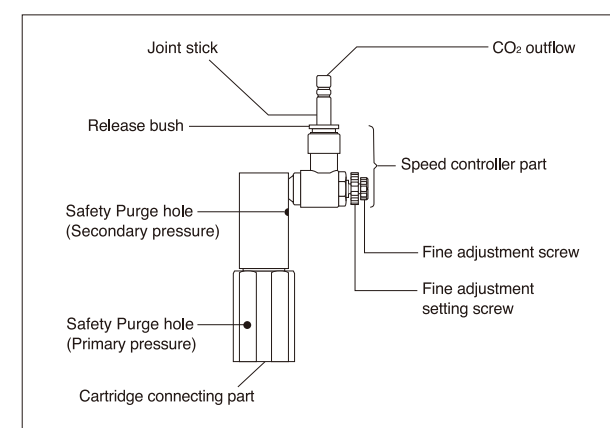 Joint stick
CO₂ outflow
Release bush
Speed controller part
Safety Purge hole
(Secondary pressure)
Fine adjustment screw
Fine adjustment
setting screw
Safety Purge hole
(Primary pressure)
Cartridge connecting part